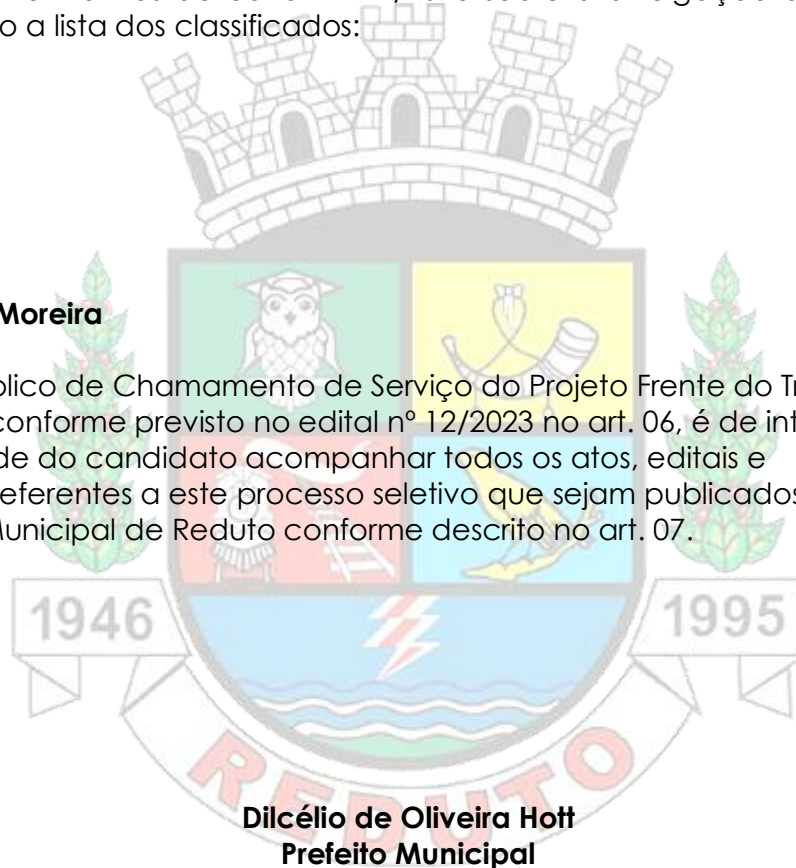 o a lista dos classificados:
Moreira
blico de Chamamento de Serviço do Projeto Frente do
conforme previsto no edital nº 12/2023 no art. 06, é de
de do candidato acompanhar todos os atos, editais e
eferentes a este processo seletivo que sejam publicados
Municipal de Reduto conforme descrito no art. 07.
1946
1995
REDUTO
Dilcélio de Oliveira Hott
Prefeito Municipal